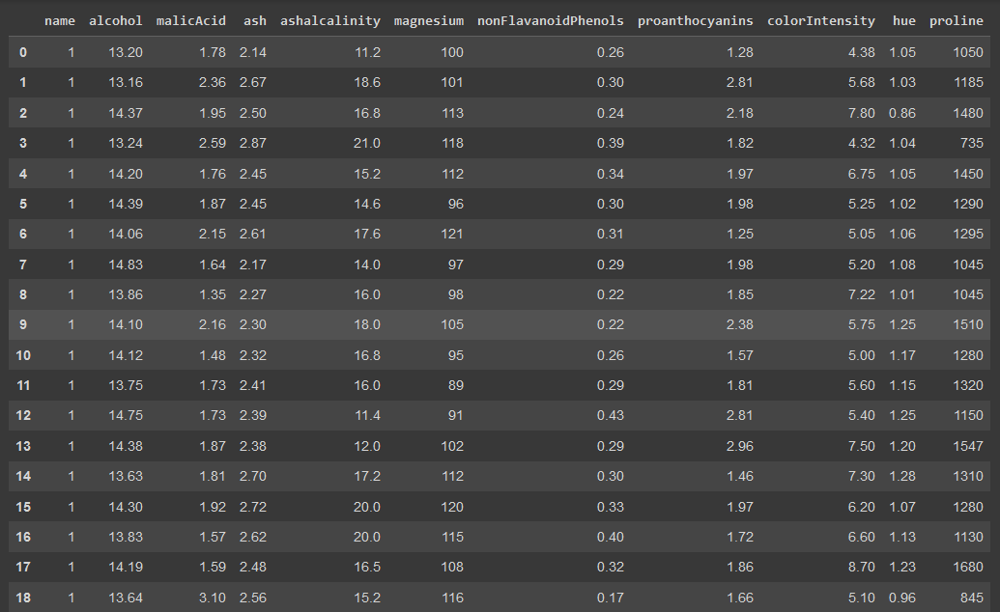 name alcohol malicAcid ash ashalcalinity magnesium nonFlavanoidPhenols proanthocyanins colorIntensity hue proline
0 1 13.20 1.78 2.14 11.2 100 0.26 1.28 4.38 1.05 1050
1 1 13.16 2.36 2.67 18.6 101 0.30 2.81 5.68 1.03 1185
2 1 14.37 1.95 2.50 16.8 113 0.24 2.18 7.80 0.86 1480
3 1 13.24 2.59 2.87 21.0 118 0.39 1.82 4.32 1.04 735
4 1 14.20 1.76 2.45 15.2 112 0.34 1.97 6.75 1.05 1450
5 1 14.39 1.87 2.45 14.6 96 0.30 1.98 5.25 1.02 1290
6 1 14.06 2.15 2.61 17.6 121 0.31 1.25 5.05 1.06 1295
7 1 14.83 1.64 2.17 14.0 97 0.29 1.98 5.20 1.08 1045
8 1 13.86 1.35 2.27 16.0 98 0.22 1.85 7.22 1.01 1045
9 1 14.10 2.16 2.30 18.0 105 0.22 2.38 5.75 1.25 1510
10 1 14.12 1.48 2.32 16.8 95 0.26 1.57 5.00 1.17 1280
11 1 13.75 1.73 2.41 16.0 89 0.29 1.81 5.60 1.15 1320
12 1 14.75 1.73 2.39 11.4 91 0.43 2.81 5.40 1.25 1150
13 1 14.38 1.87 2.38 12.0 102 0.29 2.96 7.50 1.20 1547
14 1 13.63 1.81 2.70 17.2 112 0.30 1.46 7.30 1.28 1310
15 1 14.30 1.92 2.72 20.0 120 0.33 1.97 6.20 1.07 1280
16 1 13.83 1.57 2.62 20.0 115 0.40 1.72 6.60 1.13 1130
17 1 14.19 1.59 2.48 16.5 108 0.32 1.86 8.70 1.23 1680
18 1 13.64 3.10 2.56 15.2 116 0.17 1.66 5.10 0.96 845